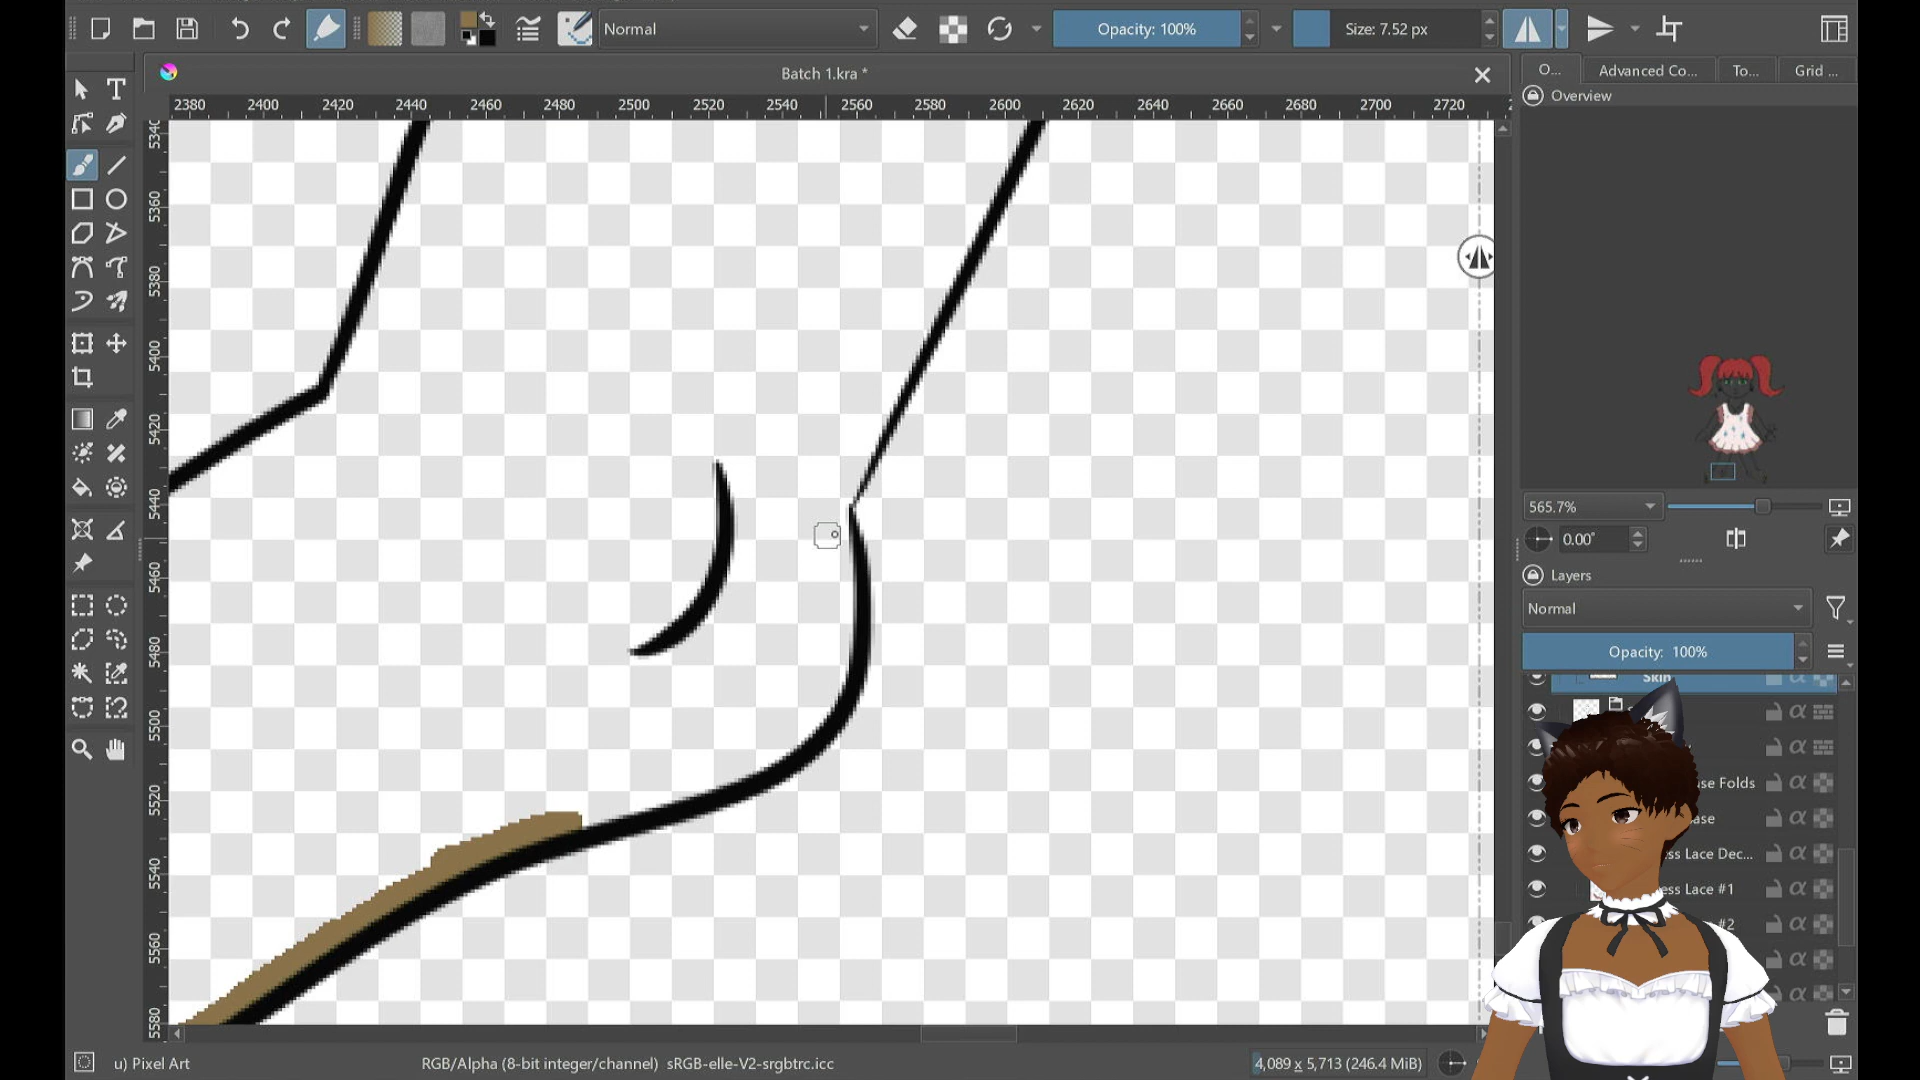 Normal
Opacity: 100%
Size: 7.52 px
Batch 1.kra *
O...
Advanced Co...
To...
Grid ...
Overview
2380 2400 2420 2440 2460 2480 2500 2520 2540 2560 2580 2600 2620 2640 2660 2680 2700 2720
5340
5360
5380
5400
5420
5440
5460
5480
5500
5520
5540
5560
5580
565.7%
0.00°
Layers
Normal
Opacity: 100%
Skin
se Folds
ase
ss Lace Dec...
ess Lace #1
#2
u) Pixel Art
RGB/Alpha (8-bit integer/channel) sRGB-elle-V2-srgbtrc.icc
4,089 x 5,713 (246.4 MiB)